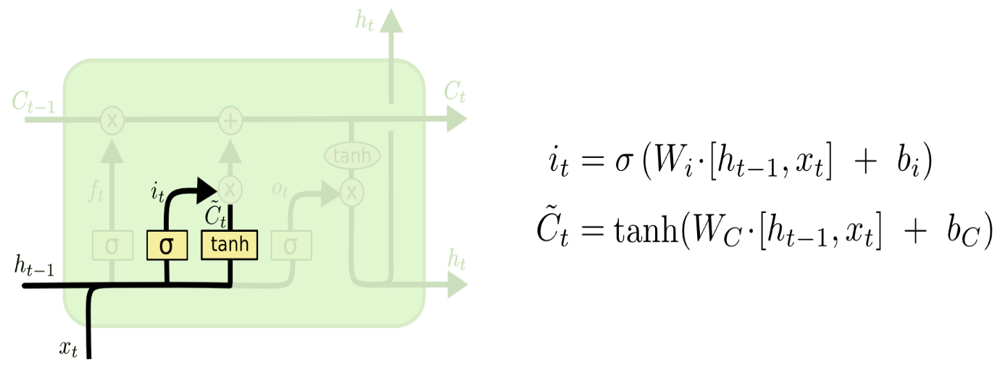 h_t
C_{t-1}
C_t
x
+
tanh
f_t
i_t
x
o_t
x
C̃_t
σ
σ
tanh
σ
h_{t-1}
h_t
x_t
i_t = σ (W_i·[h_{t-1}, x_t] + b_i)
C̃_t = tanh(W_C·[h_{t-1}, x_t] + b_C)